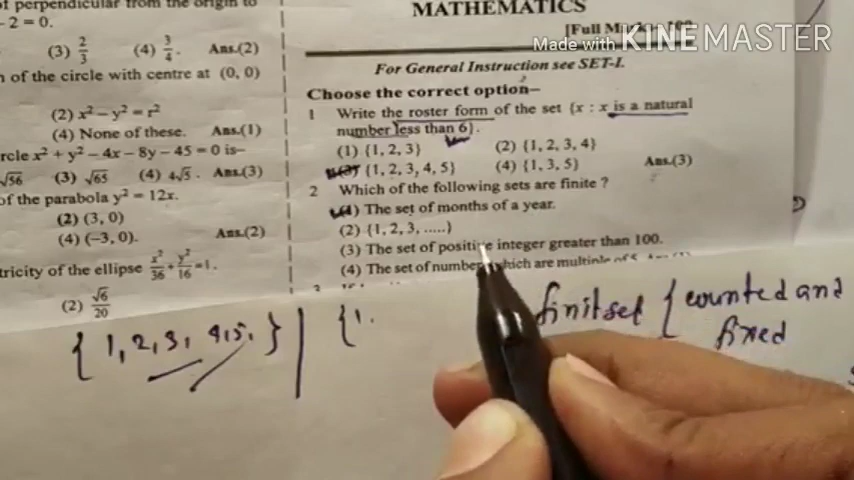 of perpendicular from the origin to
- 2 = 0.
(3) 2/3 (4) 3/4. Ans.(2)
of the circle with centre at (0, 0)
(2) x² – y² = r²
(4) None of these. Ans.(1)
rcle x² + y² – 4x – 8y – 45 = 0 is–
√56 (3) √65 (4) 4√5. Ans.(3)
of the parabola y² = 12x.
(2) (3, 0)
(4) (–3, 0). Ans.(2)
tricity of the ellipse x²/36 + y²/16 = 1.
(2) √6/20
MATHEMATICS
[Full
Made with KINEMASTER
For General Instruction see SET-I.
Choose the correct option–
1 Write the roster form of the set {x : x is a natural
number less than 6}.
(1) {1, 2, 3} (2) {1, 2, 3, 4}
(3) {1, 2, 3, 4, 5} (4) {1, 3, 5} Ans.(3)
2 Which of the following sets are finite ?
(1) The set of months of a year.
(2) {1, 2, 3, .....}
(3) The set of positive integer greater than 100.
(4) The set of number which are multiple of 5
{ 1, 2, 3, 4, 5, } | { 1.
finit set { counted and
fixed